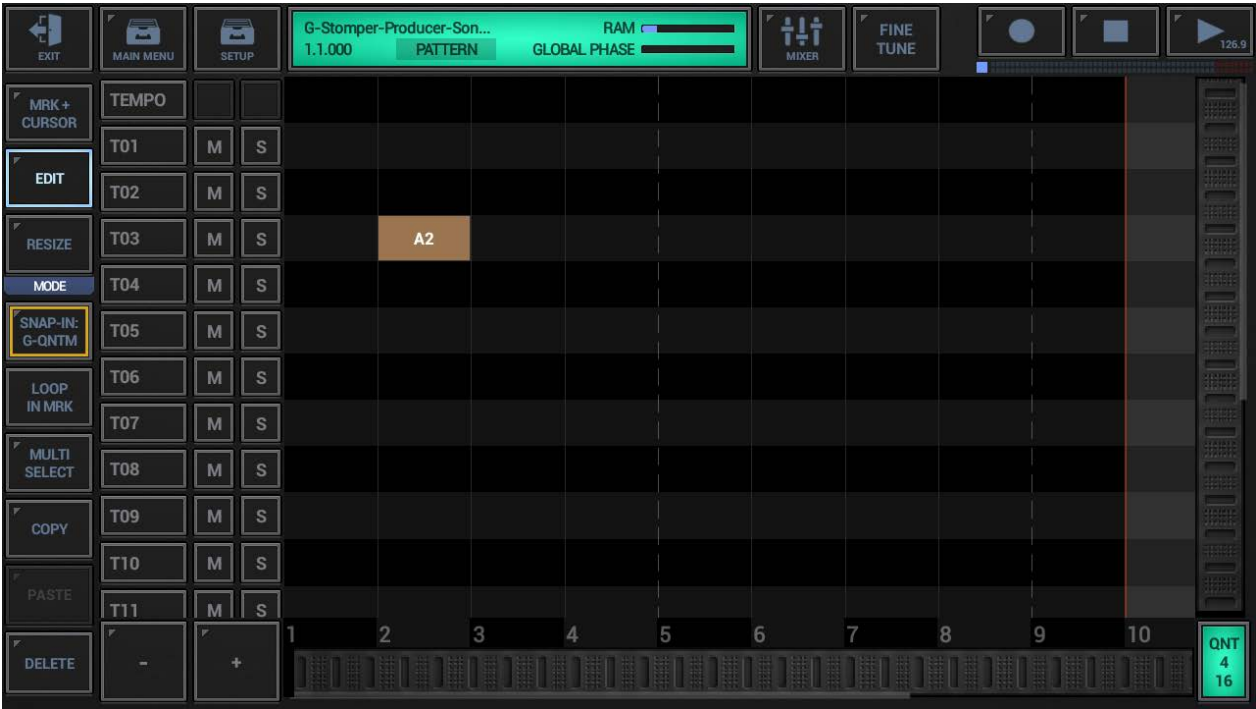 EXIT
MAIN MENU
SETUP
G-Stomper-Producer-Son...
RAM
1.1.000
PATTERN
GLOBAL PHASE
MIXER
FINE
TUNE
126.9
MRK+
CURSOR
EDIT
RESIZE
MODE
SNAP-IN:
G-QNTM
LOOP
IN MRK
MULTI
SELECT
COPY
PASTE
DELETE
TEMPO
T01 M S
T02 M S
T03 M S
A2
T04 M S
T05 M S
T06 M S
T07 M S
T08 M S
T09 M S
T10 M S
T11 M S
- +
1 2 3 4 5 6 7 8 9 10
QNT
4
16